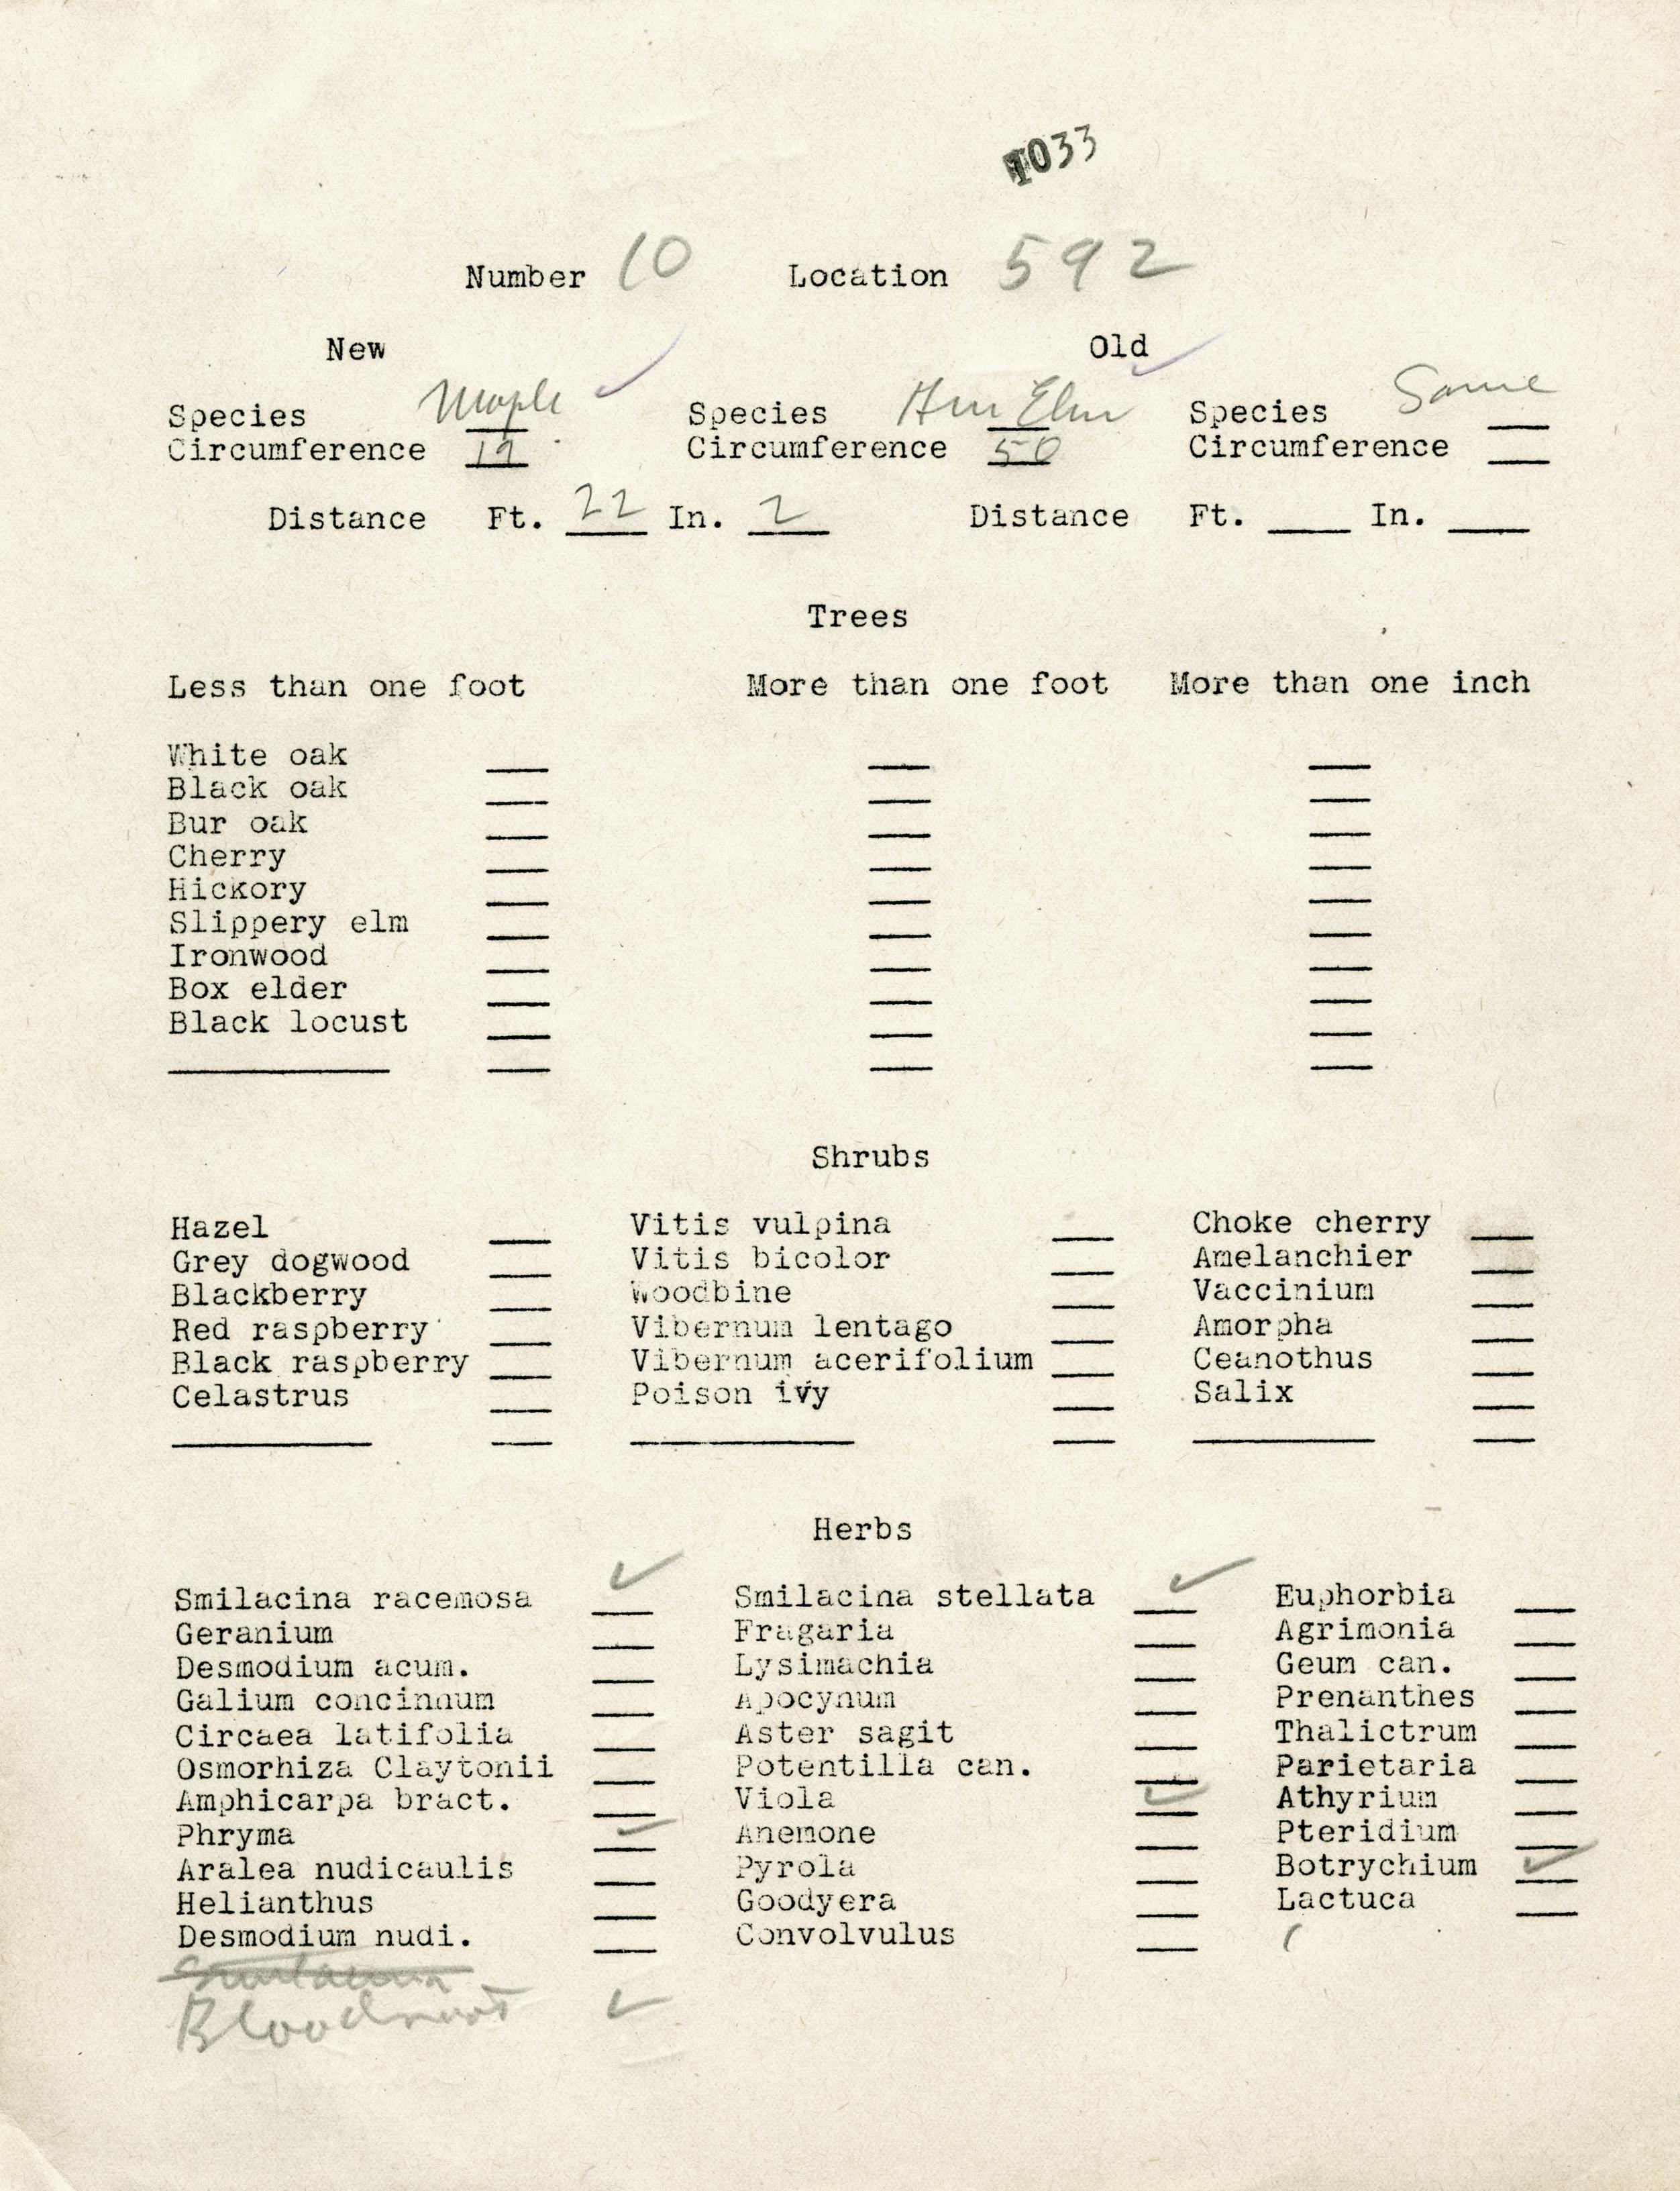 1033
Number 10 Location 592
New Old
Species Maple ✓ Species Am Elm Species Same
Circumference 19 Circumference 50 Circumference ___
Distance Ft. 22 In. 2 Distance Ft. ___ In. ___
Trees
Less than one foot More than one foot More than one inch
White oak
Black oak
Bur oak
Cherry
Hickory
Slippery elm
Ironwood
Box elder
Black locust
Shrubs
Hazel Vitis vulpina Choke cherry
Grey dogwood Vitis bicolor Amelanchier
Blackberry Woodbine Vaccinium
Red raspberry Vibernum lentago Amorpha
Black raspberry Vibernum acerifolium Ceanothus
Celastrus Poison ivy Salix
Herbs
Smilacina racemosa ✓ Smilacina stellata ✓ Euphorbia
Geranium Fragaria Agrimonia
Desmodium acum. Lysimachia Geum can.
Galium concinnum Apocynum Prenanthes
Circaea latifolia Aster sagit Thalictrum
Osmorhiza Claytonii Potentilla can. Parietaria
Amphicarpa bract. Viola ✓ Athyrium
Phryma ✓ Anemone Pteridium
Aralea nudicaulis Pyrola Botrychium ✓
Helianthus Goodyera Lactuca
Desmodium nudi. Convolvulus
Bloodroot ✓